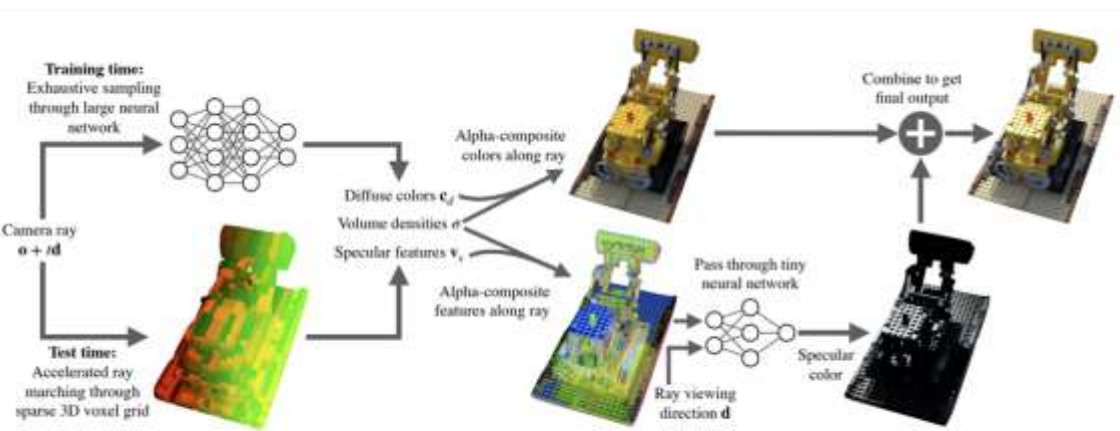 Training time:
Exhaustive sampling
through large neural
network
Camera ray
o + td
Test time:
Accelerated ray
marching through
sparse 3D voxel grid
Diffuse colors c_d
Volume densities σ
Specular features v_s
Alpha-composite
colors along ray
Alpha-composite
features along ray
Pass through tiny
neural network
Ray viewing
direction d
Specular
color
Combine to get
final output